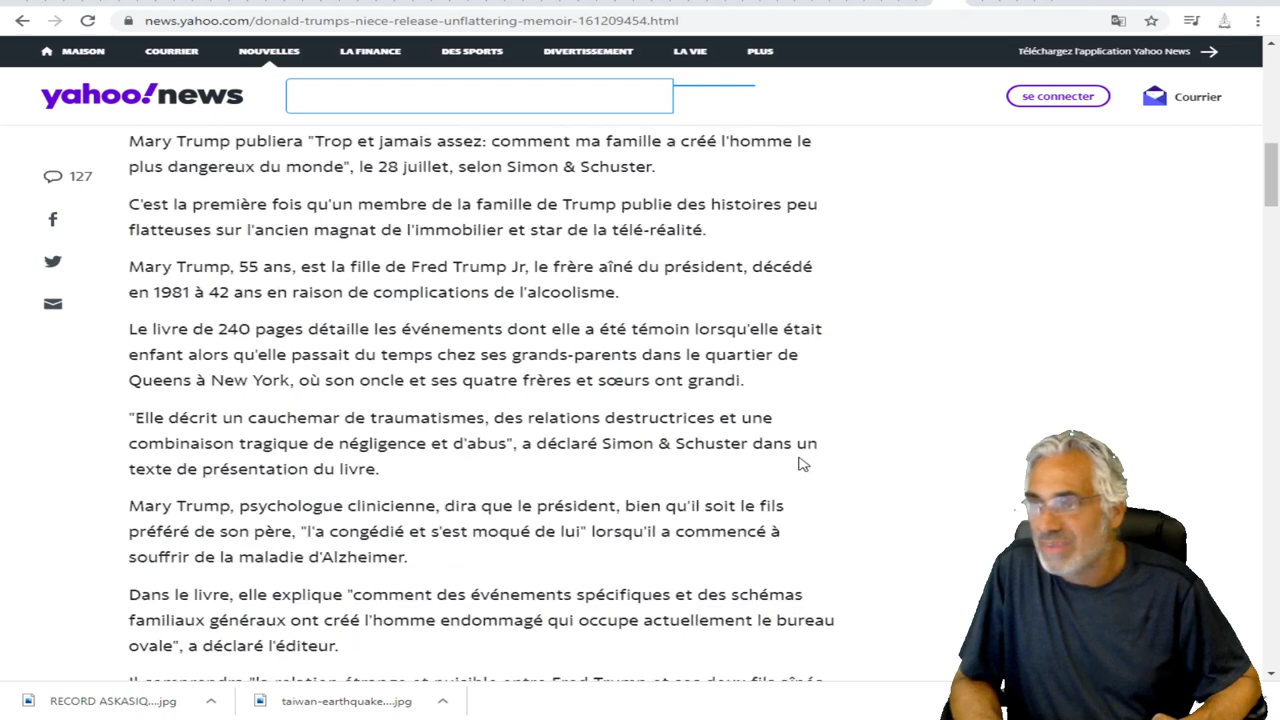 news.yahoo.com/donald-trumps-niece-release-unflattering-memoir-161209454.html
MAISON COURRIER NOUVELLES LA FINANCE DES SPORTS DIVERTISSEMENT LA VIE PLUS Téléchargez l'application Yahoo News
yahoo!news se connecter Courrier
Mary Trump publiera "Trop et jamais assez: comment ma famille a créé l'homme le
plus dangereux du monde", le 28 juillet, selon Simon & Schuster.
127
C'est la première fois qu'un membre de la famille de Trump publie des histoires peu
flatteuses sur l'ancien magnat de l'immobilier et star de la télé-réalité.
Mary Trump, 55 ans, est la fille de Fred Trump Jr, le frère aîné du président, décédé
en 1981 à 42 ans en raison de complications de l'alcoolisme.
Le livre de 240 pages détaille les événements dont elle a été témoin lorsqu'elle était
enfant alors qu'elle passait du temps chez ses grands-parents dans le quartier de
Queens à New York, où son oncle et ses quatre frères et sœurs ont grandi.
"Elle décrit un cauchemar de traumatismes, des relations destructrices et une
combinaison tragique de négligence et d'abus", a déclaré Simon & Schuster dans un
texte de présentation du livre.
Mary Trump, psychologue clinicienne, dira que le président, bien qu'il soit le fils
préféré de son père, "l'a congédié et s'est moqué de lui" lorsqu'il a commencé à
souffrir de la maladie d'Alzheimer.
Dans le livre, elle explique "comment des événements spécifiques et des schémas
familiaux généraux ont créé l'homme endommagé qui occupe actuellement le bureau
ovale", a déclaré l'éditeur.
RECORD ASKASIQ....jpg taiwan-earthquake....jpg